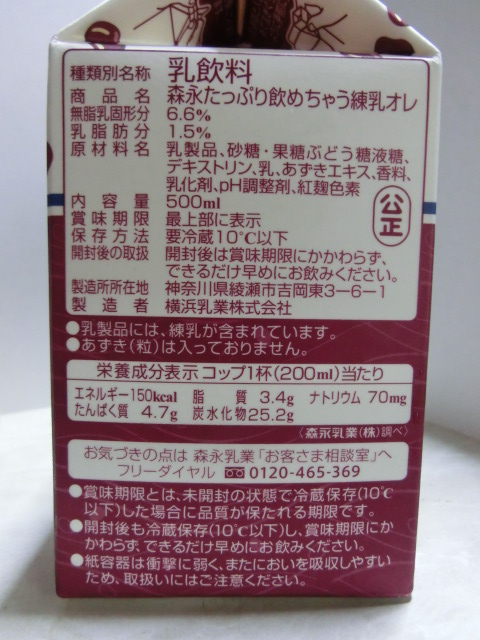 種類別名称 乳飲料
商品名 森永たっぷり飲めちゃう練乳オレ
無脂乳固形分 6.6%
乳脂肪分 1.5%
原材料名 乳製品、砂糖・果糖ぶどう糖液糖、
デキストリン、乳、あずきエキス、香料、
乳化剤、pH調整剤、紅麹色素
内容量 500ml
賞味期限 最上部に表示
保存方法 要冷蔵10℃以下
公正
開封後の取扱 開封後は賞味期限にかかわらず、
できるだけ早めにお飲みください。
製造所所在地 神奈川県綾瀬市吉岡東3-6-1
製造者 横浜乳業株式会社
●乳製品には、練乳が含まれています。
●あずき(粒)は入っておりません。
栄養成分表示 コップ1杯(200ml)当たり
エネルギー150kcal 脂質 3.4g ナトリウム 70mg
たんぱく質 4.7g 炭水化物25.2g
(森永乳業(株)調べ)
お気づきの点は 森永乳業「お客さま相談室」へ
フリーダイヤル 0120-465-369
●賞味期限とは、未開封の状態で冷蔵保存(10℃
以下)した場合に品質が保たれる期限です。
●開封後も冷蔵保存(10℃以下)し、賞味期限にか
かわらず、できるだけ早めにお飲みください。
●紙容器は衝撃に弱く、またにおいを吸収しやすい
ため、取扱いにはご注意ください。